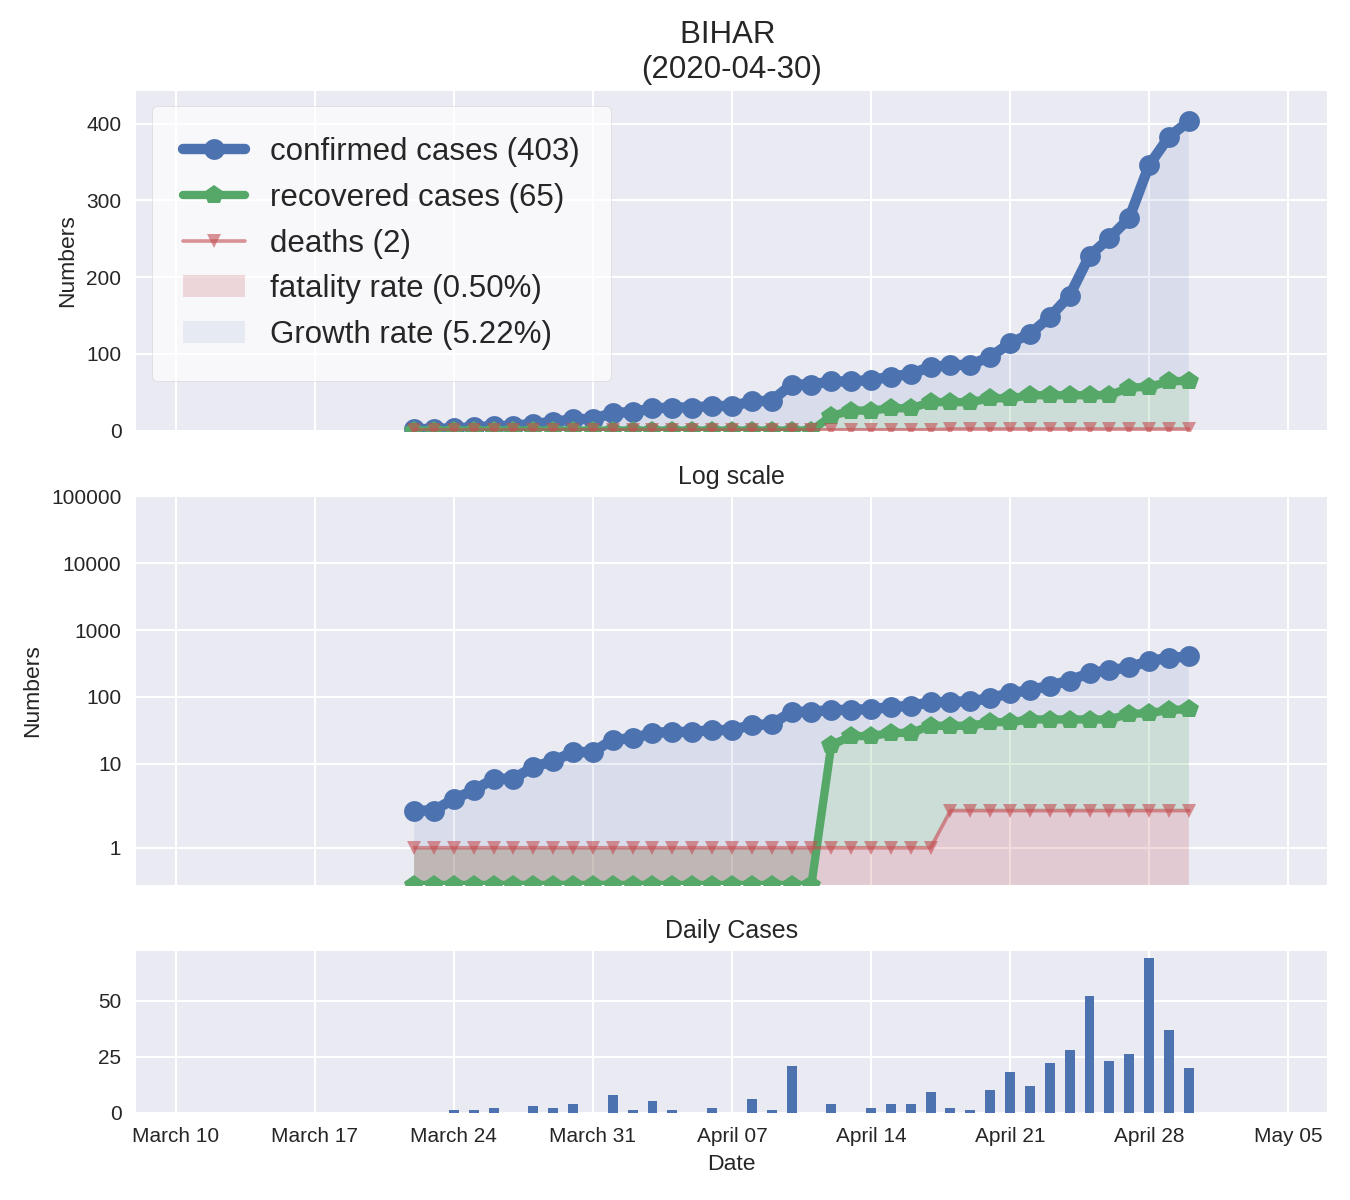 BIHAR
(2020-04-30)
400
300
200
100
0
Numbers
confirmed cases (403)
recovered cases (65)
deaths (2)
fatality rate (0.50%)
Growth rate (5.22%)
Log scale
100000
10000
1000
100
10
1
Numbers
Daily Cases
50
25
0
March 10 March 17 March 24 March 31 April 07 April 14 April 21 April 28 May 05
Date